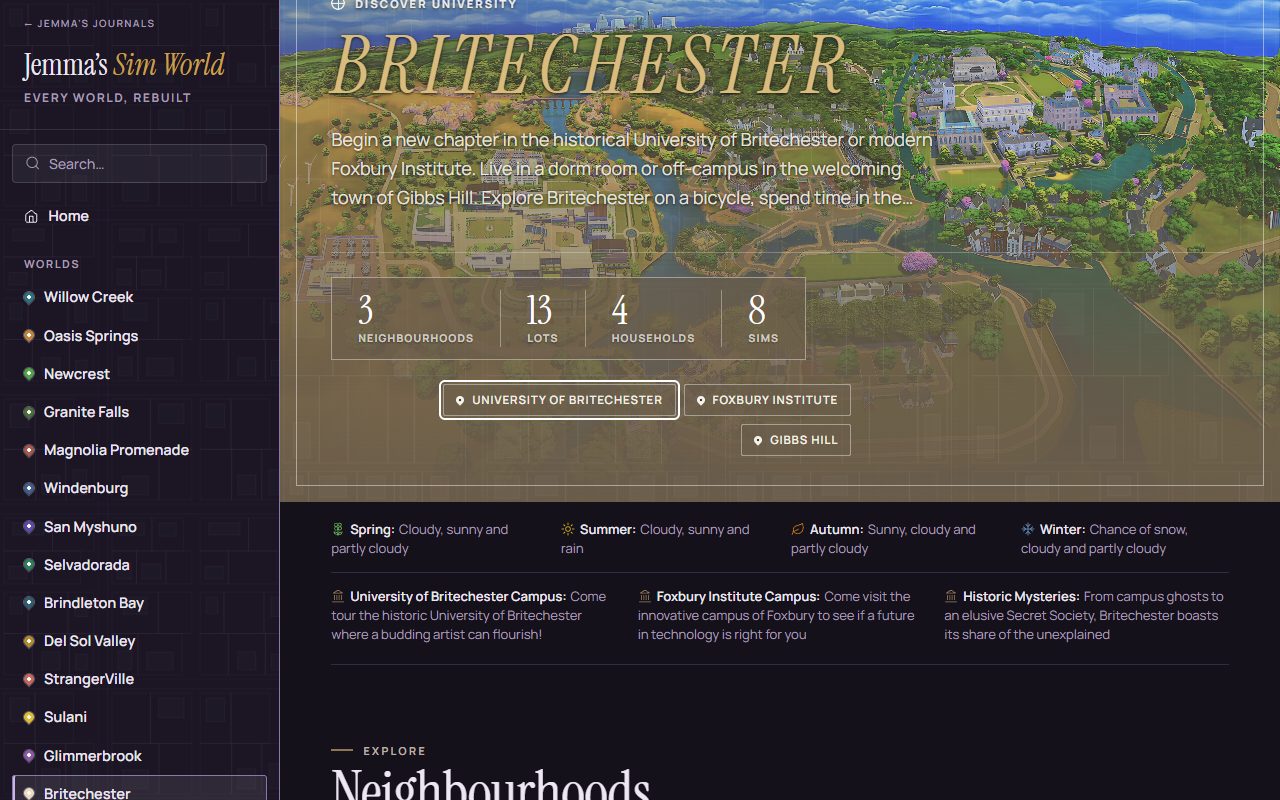 ← JEMMA'S JOURNALS
Jemma's Sim World
EVERY WORLD, REBUILT
Search...
Home
WORLDS
Willow Creek
Oasis Springs
Newcrest
Granite Falls
Magnolia Promenade
Windenburg
San Myshuno
Selvadorada
Brindleton Bay
Del Sol Valley
StrangerVille
Sulani
Glimmerbrook
Britechester
DISCOVER UNIVERSITY
BRITECHESTER
Begin a new chapter in the historical University of Britechester or modern
Foxbury Institute. Live in a dorm room or off-campus in the welcoming
town of Gibbs Hill. Explore Britechester on a bicycle, spend time in the...
3
NEIGHBOURHOODS
13
LOTS
4
HOUSEHOLDS
8
SIMS
UNIVERSITY OF BRITECHESTER
FOXBURY INSTITUTE
GIBBS HILL
Spring: Cloudy, sunny and
partly cloudy
Summer: Cloudy, sunny and
rain
Autumn: Sunny, cloudy and
partly cloudy
Winter: Chance of snow,
cloudy and partly cloudy
University of Britechester Campus: Come
tour the historic University of Britechester
where a budding artist can flourish!
Foxbury Institute Campus: Come visit the
innovative campus of Foxbury to see if a future
in technology is right for you
Historic Mysteries: From campus ghosts to
an elusive Secret Society, Britechester boasts
its share of the unexplained
EXPLORE
Neighbourhoods